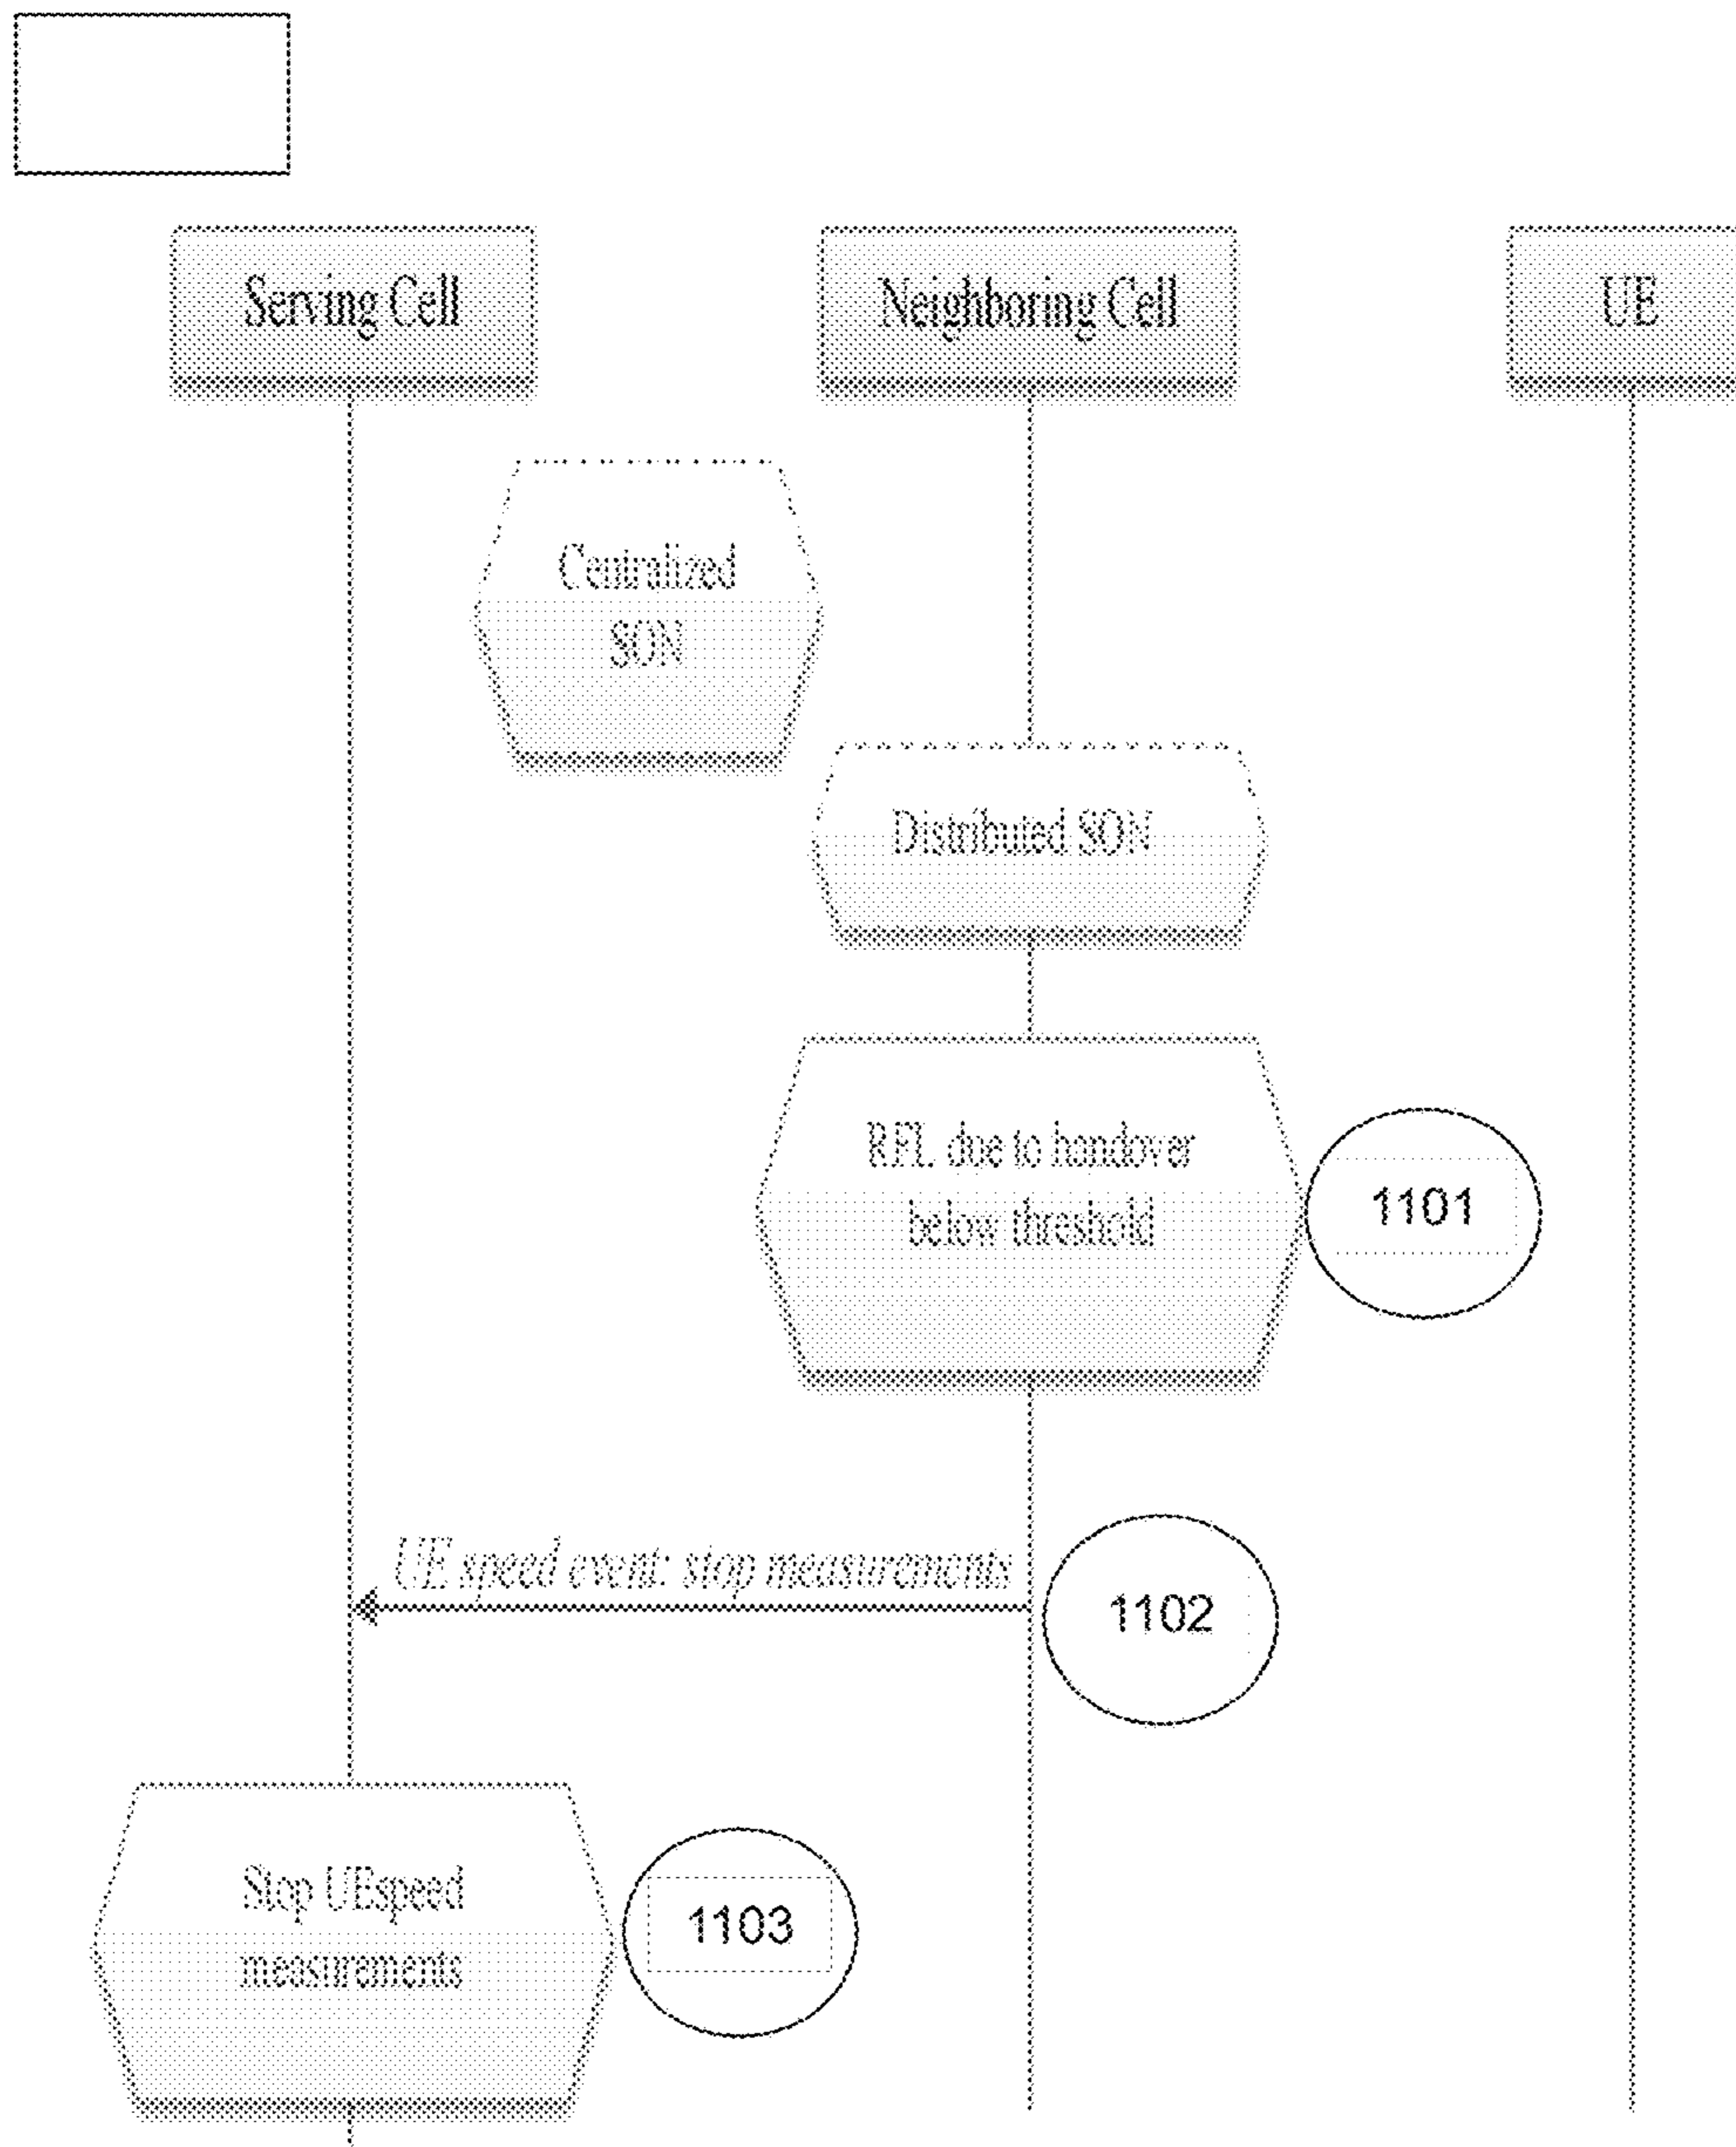 Serving Cell
Neighboring Cell
UE
Centralized
SON
Distributed SON
RFL due to handover
below threshold
1101
UE speed event: stop measurements
1102
Stop UEspeed
measurements
1103